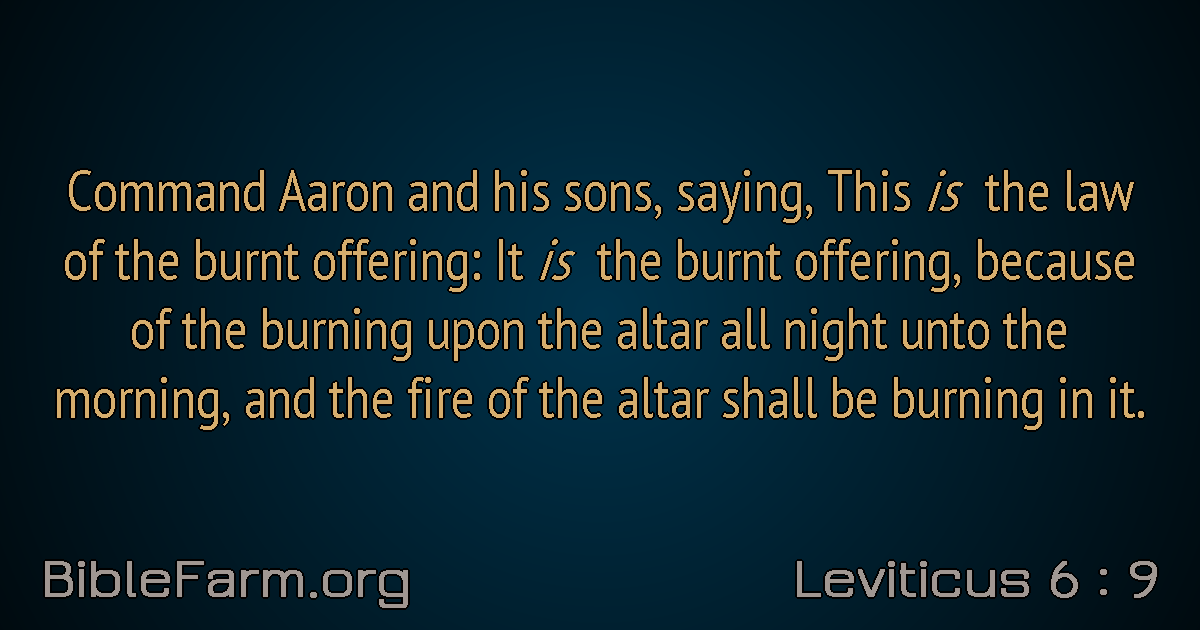 Command Aaron and his sons, saying, This is the law
of the burnt offering: It is the burnt offering, because
of the burning upon the altar all night unto the
morning, and the fire of the altar shall be burning in it.
BibleFarm.org
Leviticus 6 : 9